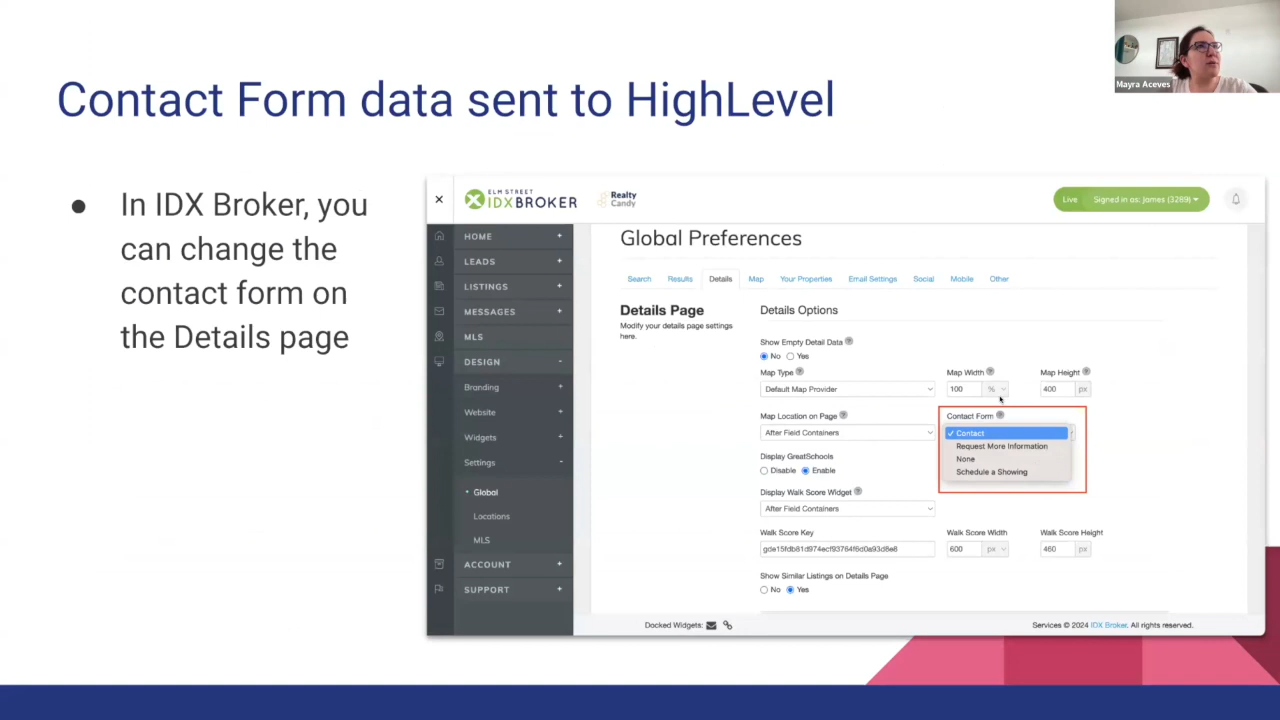 Mayra Aceves
Contact Form data sent to HighLevel
● In IDX Broker, you
can change the
contact form on
the Details page
ELM STREET
IDXBROKER
Realty
Candy
Live Signed in as: James (3289)
HOME +
LEADS +
LISTINGS +
MESSAGES +
MLS
DESIGN -
Branding +
Website +
Widgets +
Settings -
• Global
Locations
MLS
ACCOUNT +
SUPPORT +
Global Preferences
Search Results Details Map Your Properties Email Settings Social Mobile Other
Details Page
Modify your details page settings
here.
Details Options
Show Empty Detail Data ?
No Yes
Map Type ? Map Width ? Map Height ?
Default Map Provider 100 % 400 px
Map Location on Page ? Contact Form ?
After Field Containers
✓ Contact
Request More Information
None
Schedule a Showing
Display GreatSchools
Disable Enable
Display Walk Score Widget ?
After Field Containers
Walk Score Key Walk Score Width Walk Score Height
gde15fdb81d974ecf93764f6d0a93d8e8 600 px 460 px
Show Similar Listings on Details Page
No Yes
Docked Widgets:
Services © 2024 IDX Broker. All rights reserved.